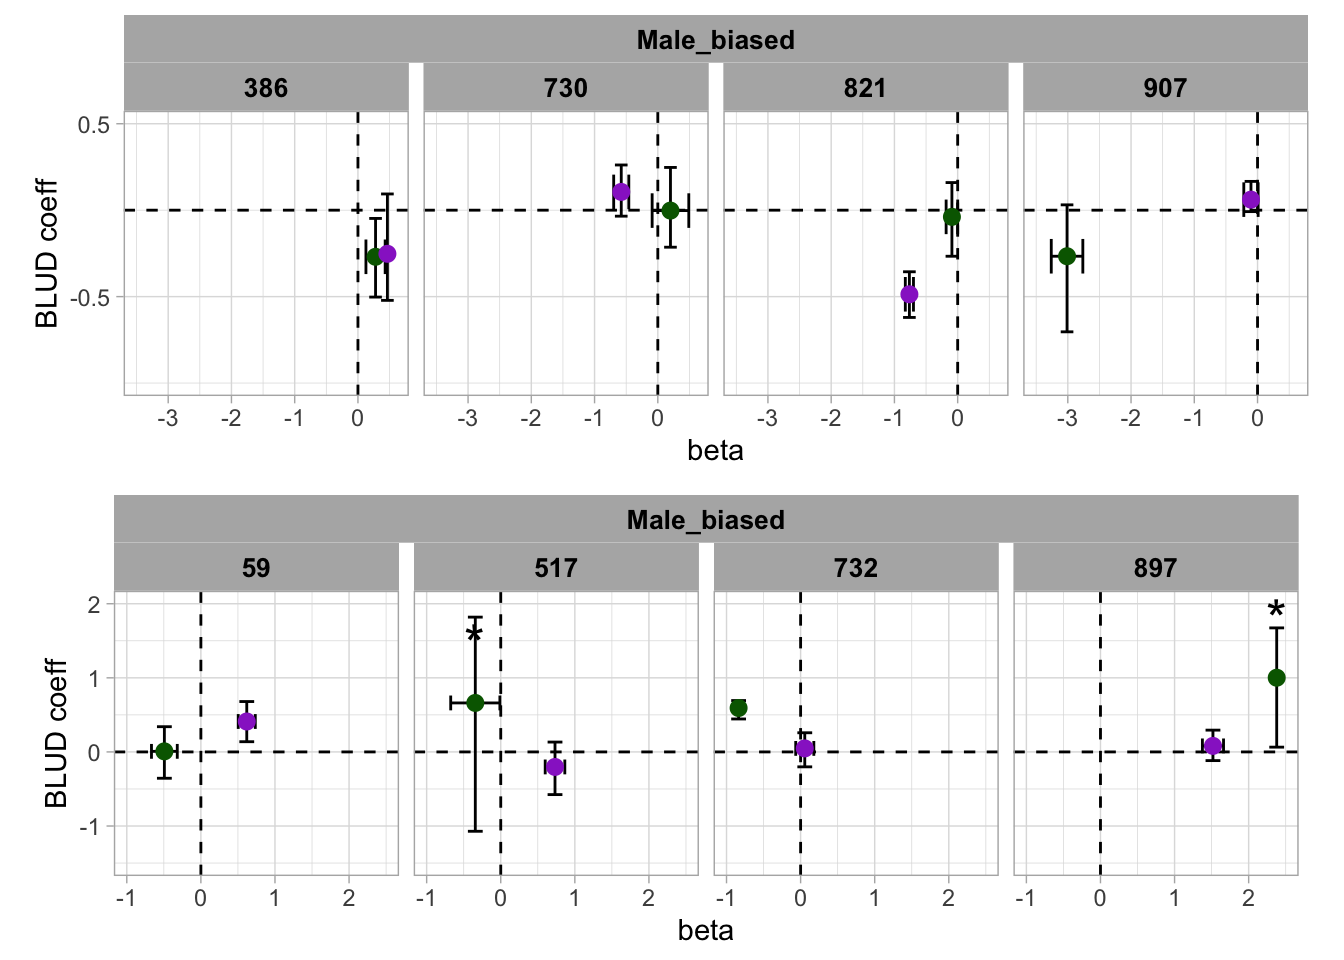 Male_biased
386 730 821 907
0.5
-0.5
BLUD coeff
-3 -2 -1 0 -3 -2 -1 0 -3 -2 -1 0 -3 -2 -1 0
beta
Male_biased
59 517 732 897
2
* *
1
0
-1
BLUD coeff
-1 0 1 2 -1 0 1 2 -1 0 1 2 -1 0 1 2
beta